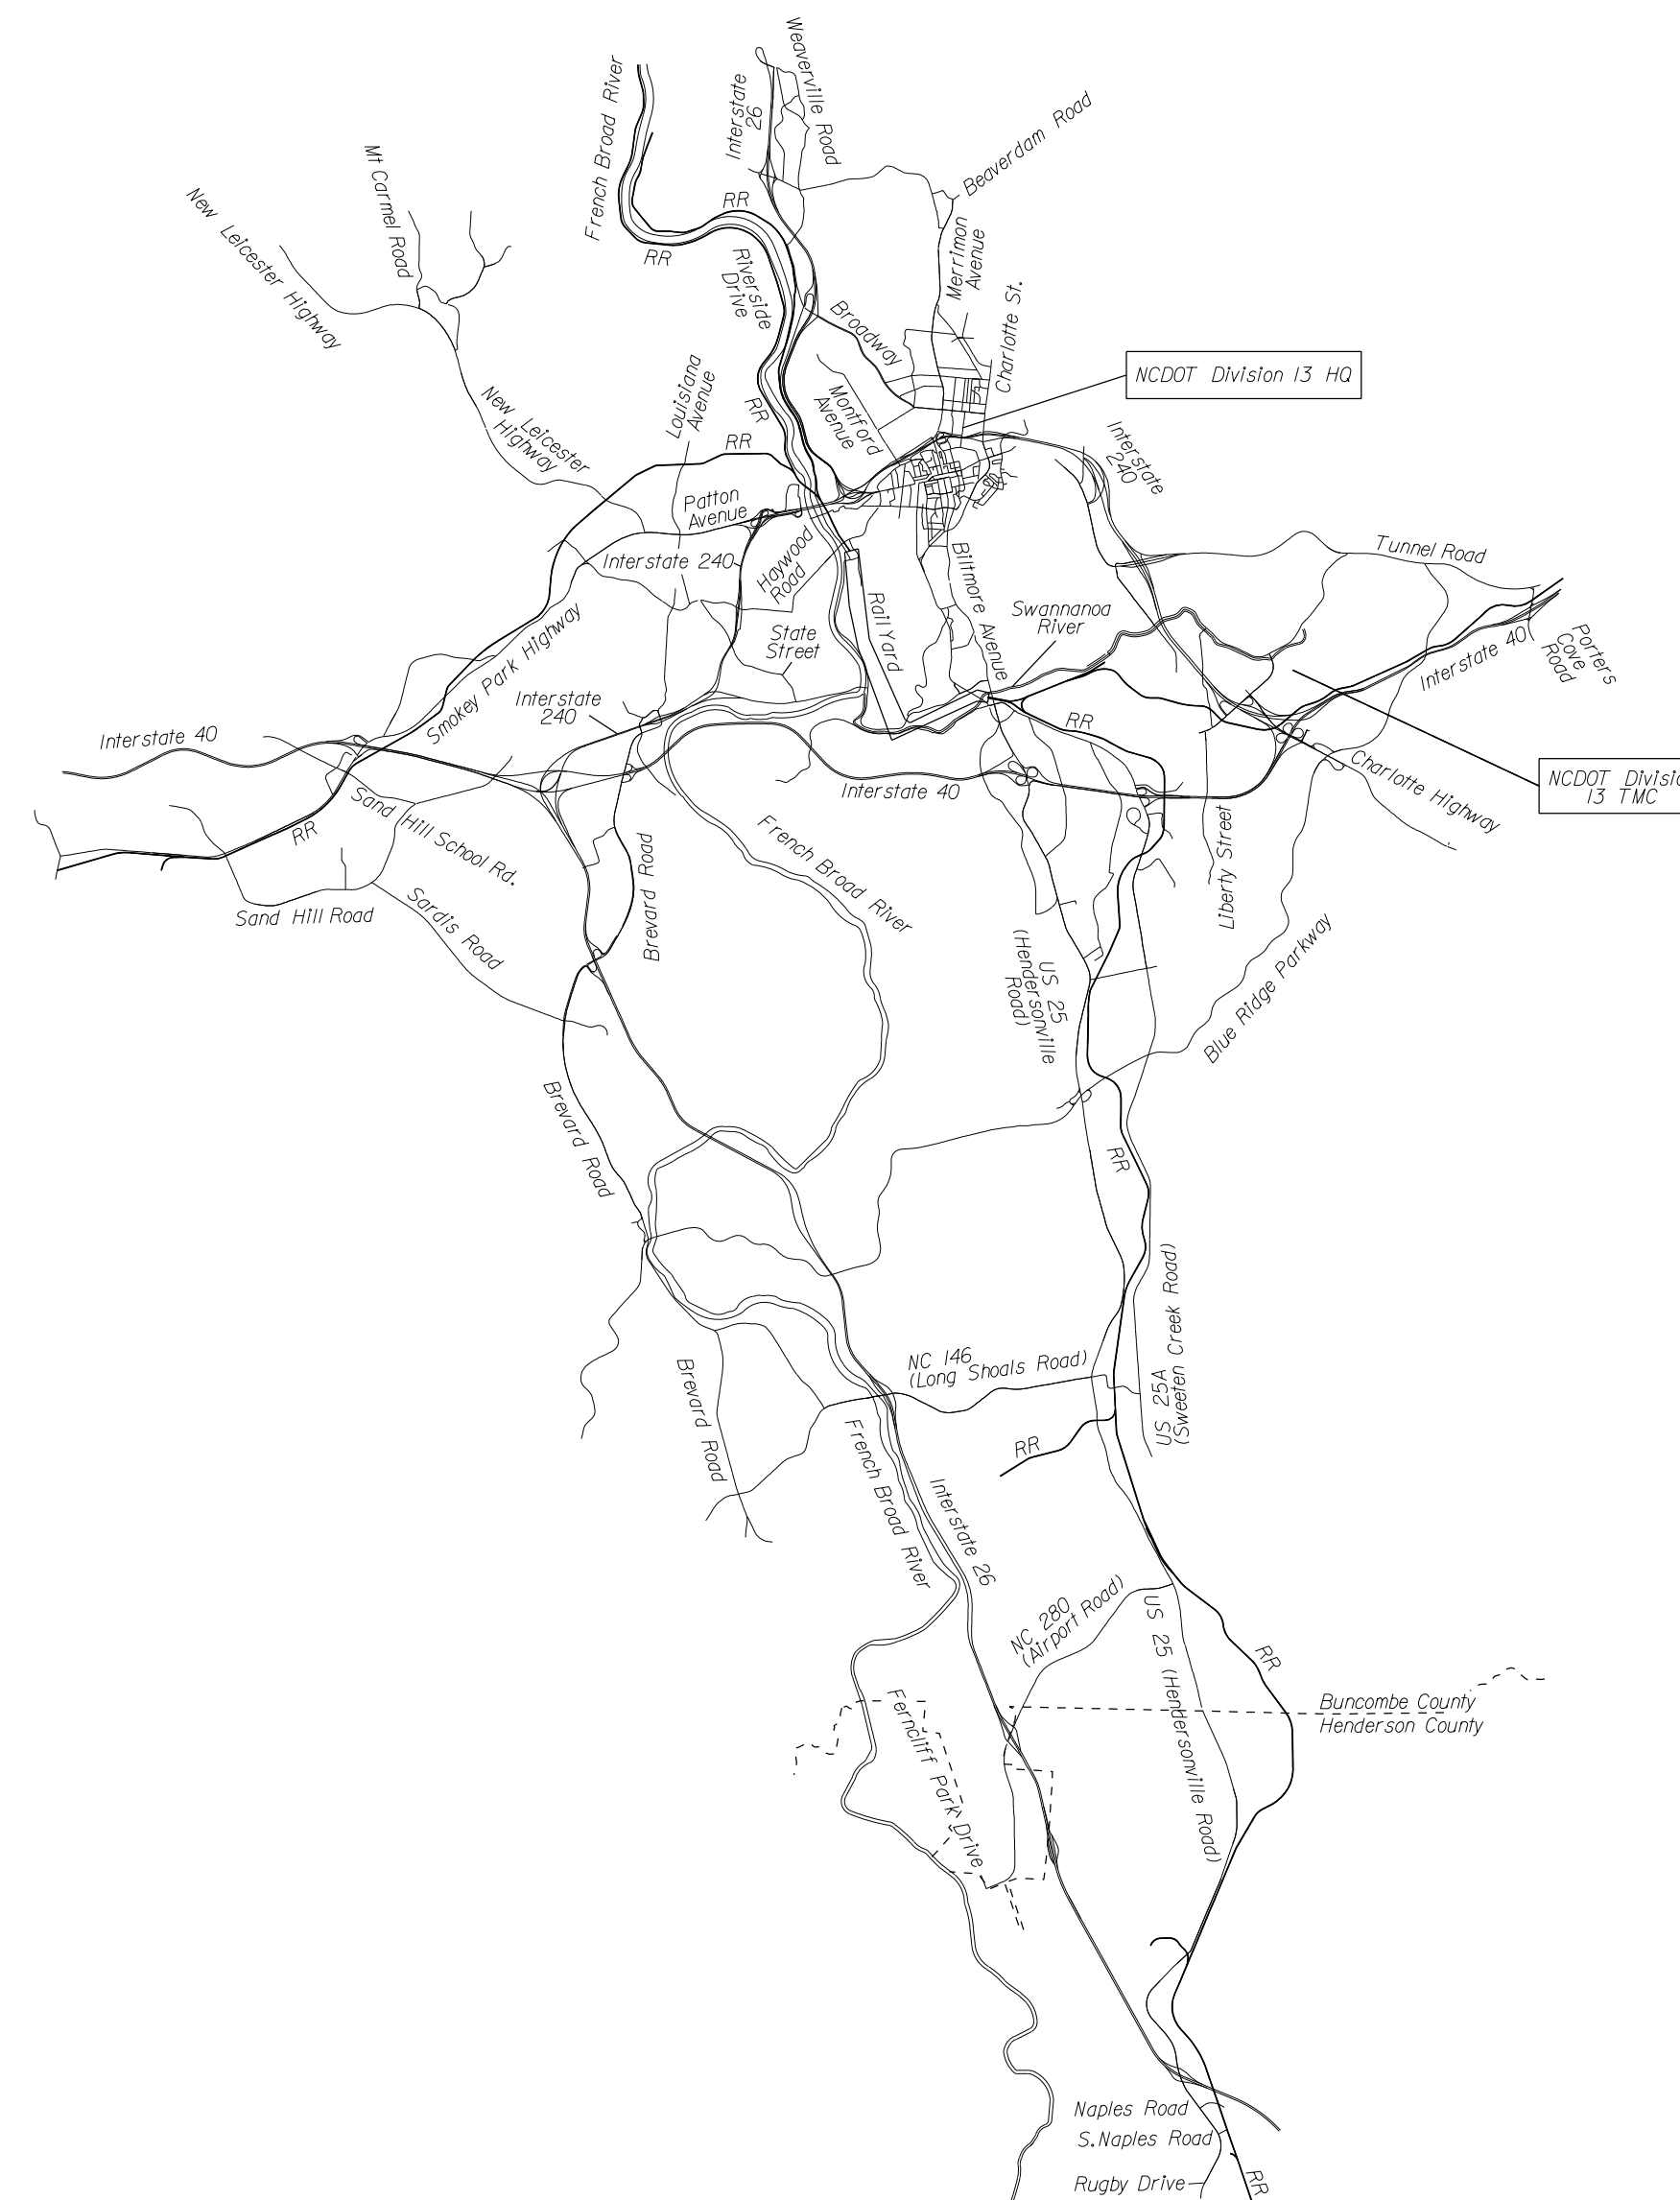 Weaverville Road
French Broad River
Interstate
26
Beaverdam Road
Mt Carmel Road
New Leicester Highway
RR
RR
Riverside
Drive
Merrimon
Avenue
Charlotte St.
Broadway
NCDOT Division 13 HQ
Louisiana
Avenue
Montford
Avenue
RR
New Leicester
Highway
RR
Interstate
240
Patton
Avenue
Tunnel Road
Interstate 240
Haywood
Road
Biltmore Avenue
Rail Yard
Swannanoa
River
State
Street
Smokey Park Highway
Interstate 40
Porters
Cove
Road
Interstate
240
Interstate 40
RR
Interstate 40
Charlotte Highway
NCDOT Divisio
13 TMC
Sand Hill School Rd.
RR
French Broad River
Liberty Street
Brevard Road
Sand Hill Road
Sardis Road
US 25
(Hendersonville
Road)
Blue Ridge Parkway
Brevard Road
RR
US 25A
(Sweeten Creek Road)
NC 146
(Long Shoals Road)
Brevard Road
French Broad River
RR
Interstate 26
NC 280
(Airport Road)
US 25 (Hendersonville Road)
RR
Ferncliff Park Drive
Buncombe County
Henderson County
Naples Road
S.Naples Road
Rugby Drive
RR